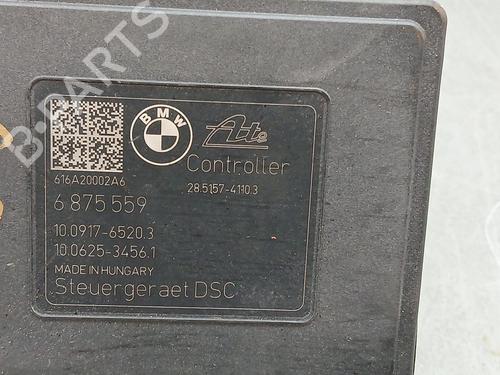 B-PARTS
BMW
Ate
Controller
616A20002A6
28.5157-4110.3
6 875 559
10.0917-6520.3
10.0625-3456.1
MADE IN HUNGARY
Steuergeraet DSC